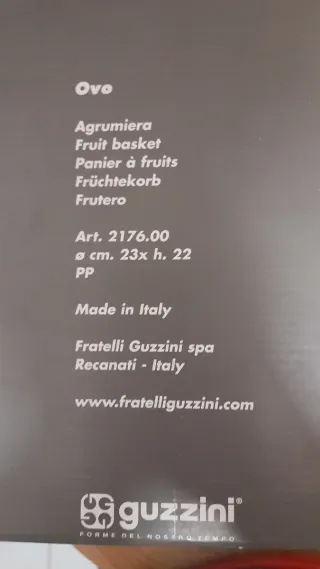 Ovo
Agrumiera
Fruit basket
Panier à fruits
Früchtekorb
Frutero
Art. 2176.00
ø cm. 23x h. 22
PP
Made in Italy
Fratelli Guzzini spa
Recanati - Italy
www.fratelliguzzini.com
guzzini®
FORME DEL NOSTRO TEMPO